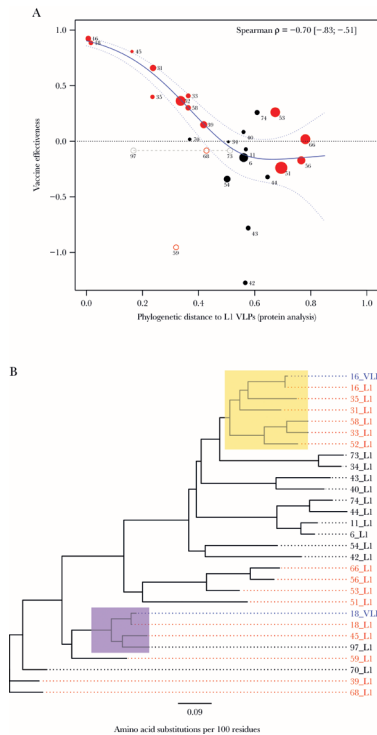 A
Spearman ρ = −0.70 [−.83; −.51]
1.0
0.5
0.0
−0.5
−1.0
Vaccine effectiveness
16
18
45
31
35
33
52
58
39
74
53
40
66
70
34
97
68
73
11
6
56
44
51
54
43
59
42
0.0
0.2
0.4
0.6
0.8
1.0
Phylogenetic distance to L1 VLPs (protein analysis)
B
16_VLP
16_L1
35_L1
31_L1
58_L1
33_L1
52_L1
73_L1
34_L1
43_L1
40_L1
74_L1
44_L1
11_L1
6_L1
54_L1
42_L1
66_L1
56_L1
53_L1
51_L1
18_VLP
18_L1
45_L1
97_L1
59_L1
70_L1
39_L1
68_L1
0.09
Amino acid substitutions per 100 residues